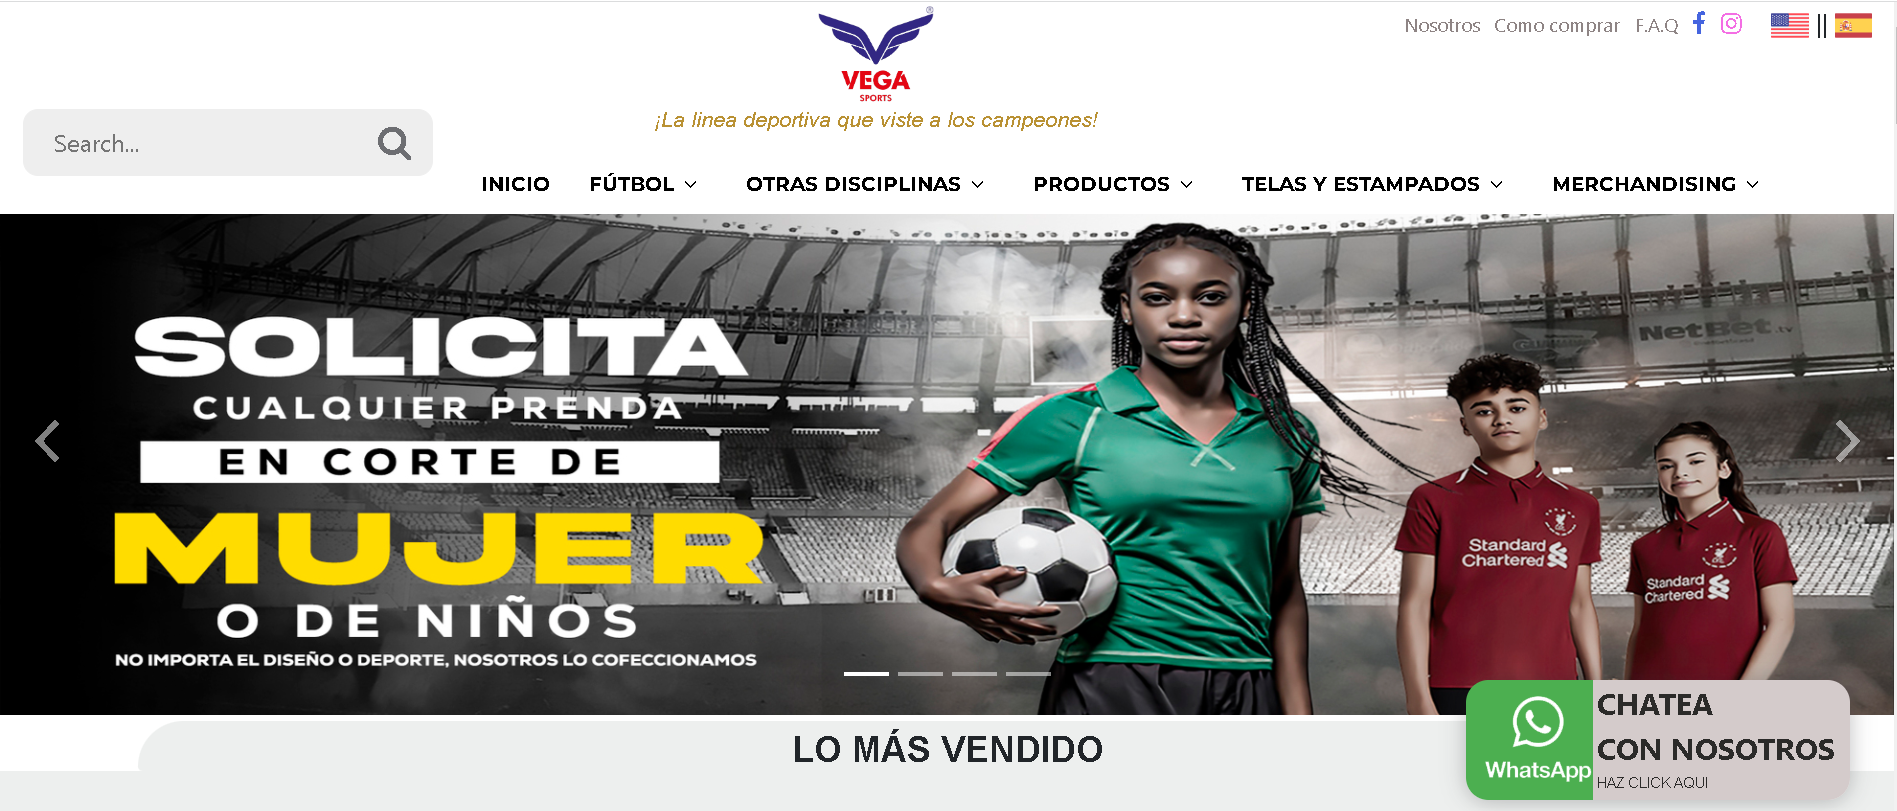 Nosotros Como comprar F.A.Q
®
VEGA
SPORTS
¡La linea deportiva que viste a los campeones!
Search...
INICIO FÚTBOL OTRAS DISCIPLINAS PRODUCTOS TELAS Y ESTAMPADOS MERCHANDISING
SOLICITA
CUALQUIER PRENDA
EN CORTE DE
MUJER
O DE NIÑOS
NO IMPORTA EL DISEÑO O DEPORTE, NOSOTROS LO COFECCIONAMOS
NetBet.tv
Standard
Chartered
Standard
Chartered
LO MÁS VENDIDO
WhatsApp
CHATEA
CON NOSOTROS
HAZ CLICK AQUI